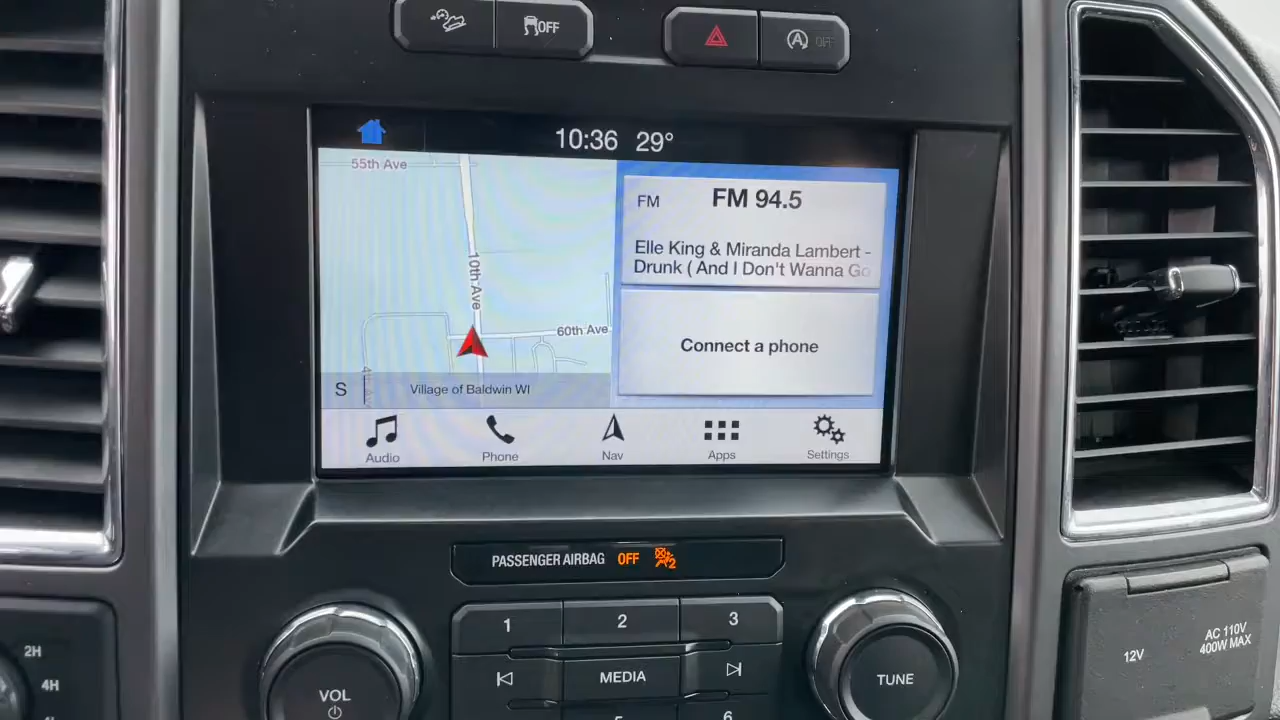 OFF
OFF
10:36 29°
55th Ave
10th Ave
60th Ave
S
Village of Baldwin WI
FM
FM 94.5
Elle King & Miranda Lambert -
Drunk ( And I Don't Wanna Go
Connect a phone
Audio
Phone
Nav
Apps
Settings
PASSENGER AIRBAG OFF 2
1
2
3
MEDIA
VOL
TUNE
2H
4H
12V
AC 110V
400W MAX